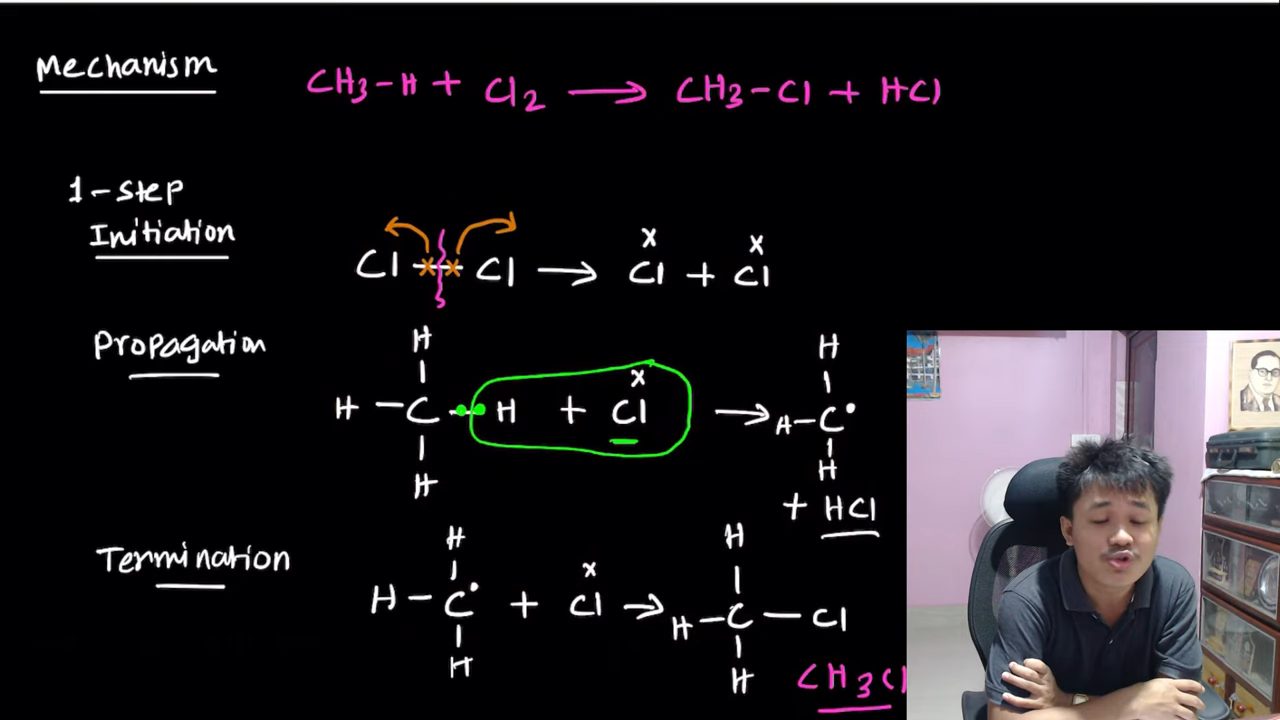 Mechanism
CH3-H + Cl2 → CH3-Cl + HCl
1-step
Initiation
Cl × × Cl → Cl× + Cl×
Propagation
H
H - C - H + Cl× → H-C•
H
H
H
+ HCl
Termination
H
H - C• + Cl× → H - C - Cl
H
H
H
CH3Cl